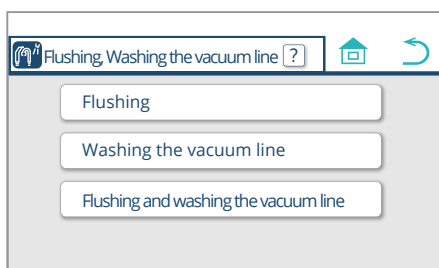 Flushing, Washing the vacuum line ?
Flushing
Washing the vacuum line
Flushing and washing the vacuum line